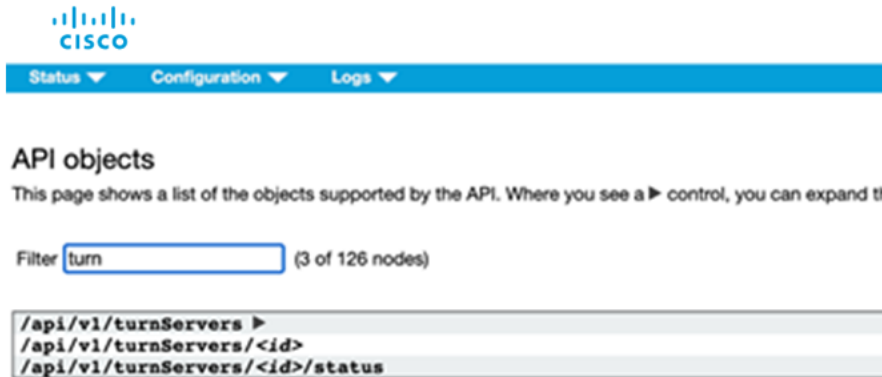 CISCO
Status Configuration Logs
API objects
This page shows a list of the objects supported by the API. Where you see a ▶ control, you can expand
Filter turn (3 of 126 nodes)
/api/v1/turnServers ▶
/api/v1/turnServers/<id>
/api/v1/turnServers/<id>/status